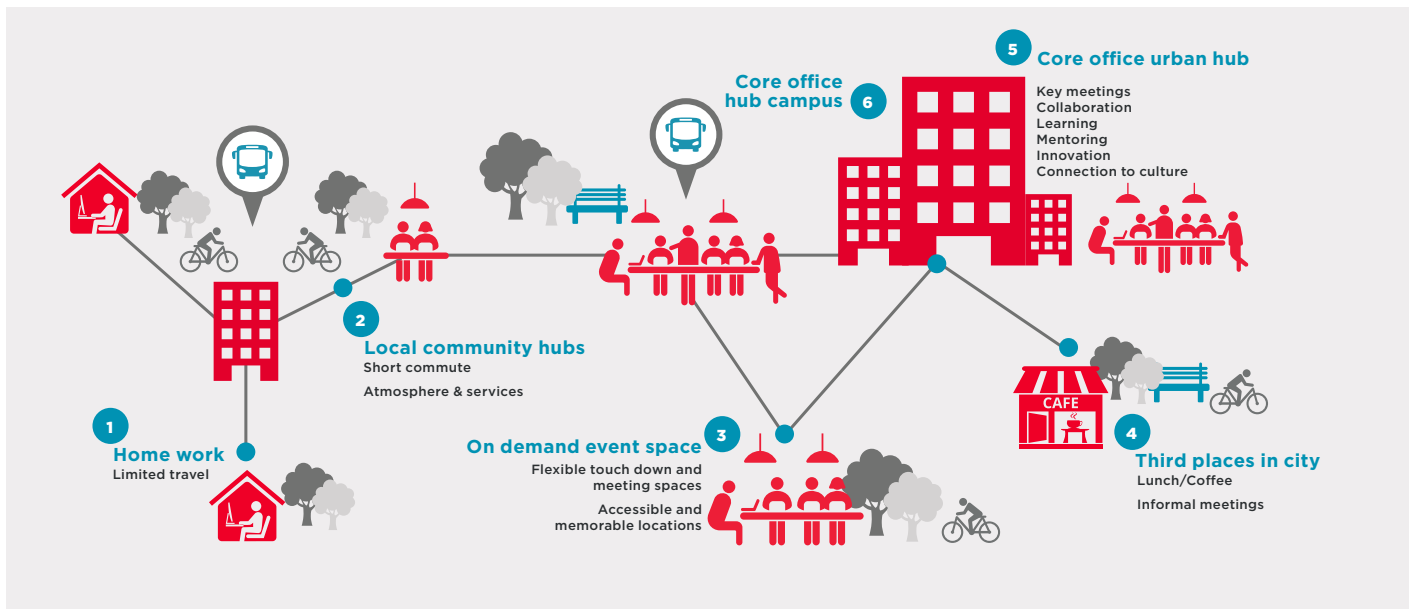 1
Home work
Limited travel
2
Local community hubs
Short commute
Atmosphere & services
3
On demand event space
Flexible touch down and
meeting spaces
Accessible and
memorable locations
CAFE
4
Third places in city
Lunch/Coffee
Informal meetings
5
Core office urban hub
Key meetings
Collaboration
Learning
Mentoring
Innovation
Connection to culture
Core office
hub campus
6